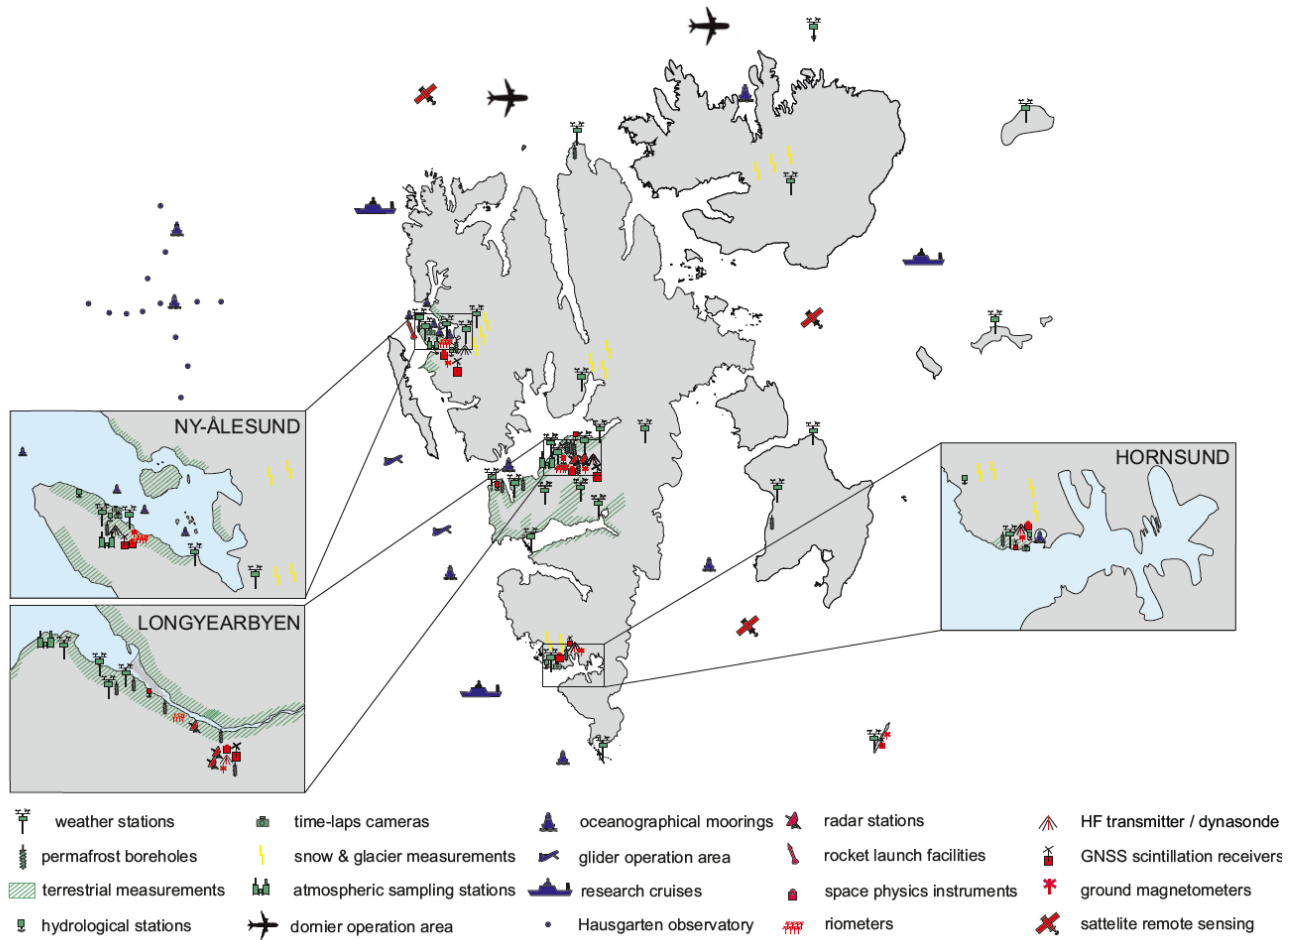 NY-ÅLESUND
HORNSUND
LONGYEARBYEN
weather stations
time-laps cameras
oceanographical moorings
radar stations
HF transmitter / dynasonde
permafrost boreholes
snow & glacier measurements
glider operation area
rocket launch facilities
GNSS scintillation receivers
terrestrial measurements
atmospheric sampling stations
research cruises
space physics instruments
ground magnetometers
hydrological stations
dornier operation area
Hausgarten observatory
riometers
sattelite remote sensing